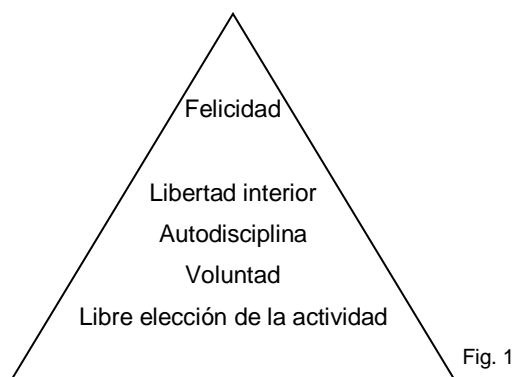 Felicidad
Libertad interior
Autodisciplina
Voluntad
Libre elección de la actividad
Fig. 1